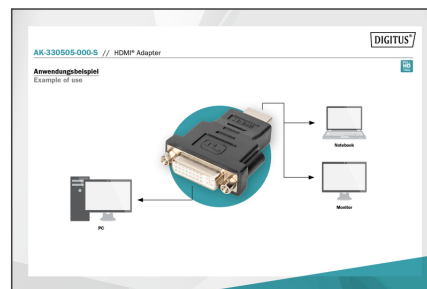 DIGITUS®
AK-330505-000-S // HDMI® Adapter
HD
Anwendungsbeispiel
Example of use
Notebook
Monitor
PC